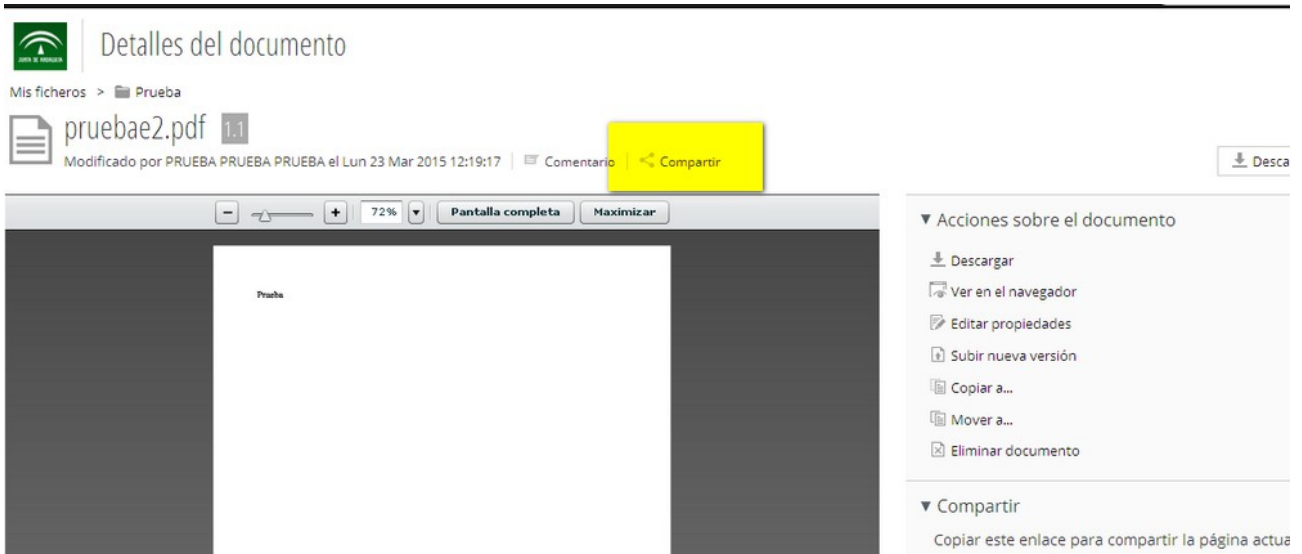 Detalles del documento
JUNTA DE ANDALUCIA
Mis ficheros > Prueba
pruebae2.pdf 1.1
Modificado por PRUEBA PRUEBA PRUEBA el Lun 23 Mar 2015 12:19:17 Comentario Compartir
Desca
72% Pantalla completa Maximizar
Prueba
Acciones sobre el documento
Descargar
Ver en el navegador
Editar propiedades
Subir nueva versión
Copiar a...
Mover a...
Eliminar documento
Compartir
Copiar este enlace para compartir la página actua